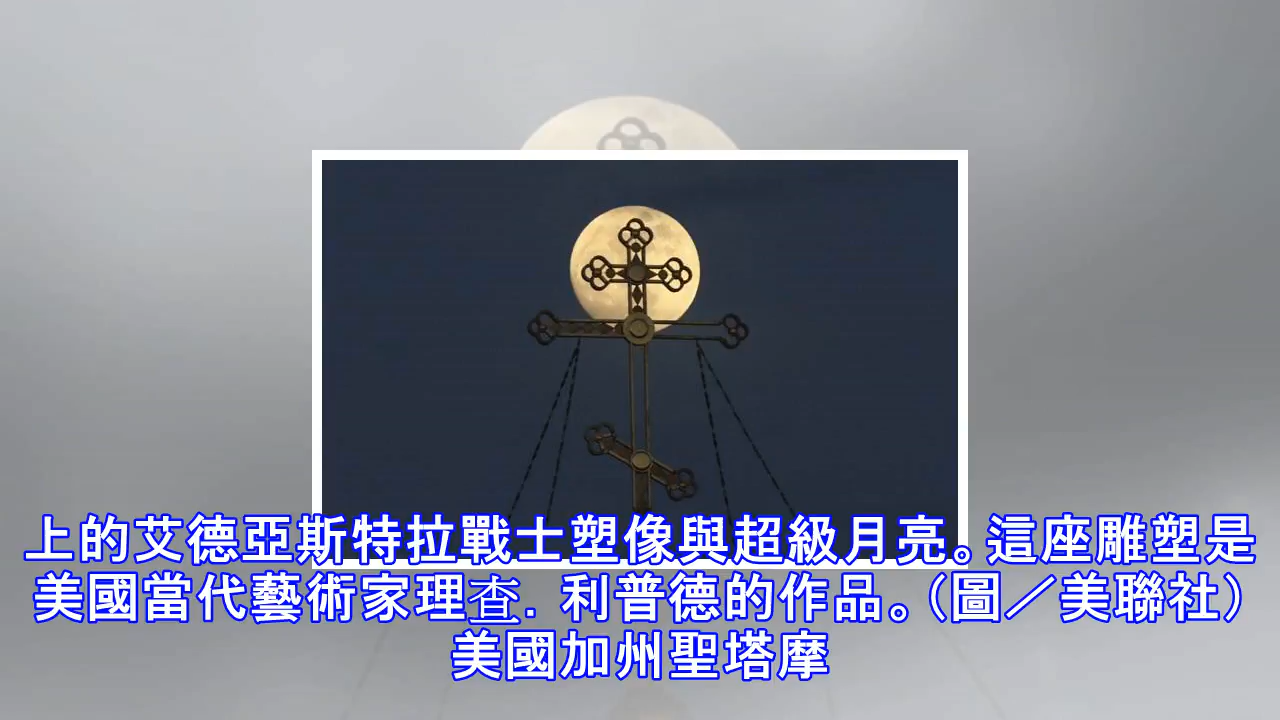 上的艾德亞斯特拉戰士塑像與超級月亮。這座雕塑是
美國當代藝術家理查．利普德的作品。（圖／美聯社）
美國加州聖塔摩